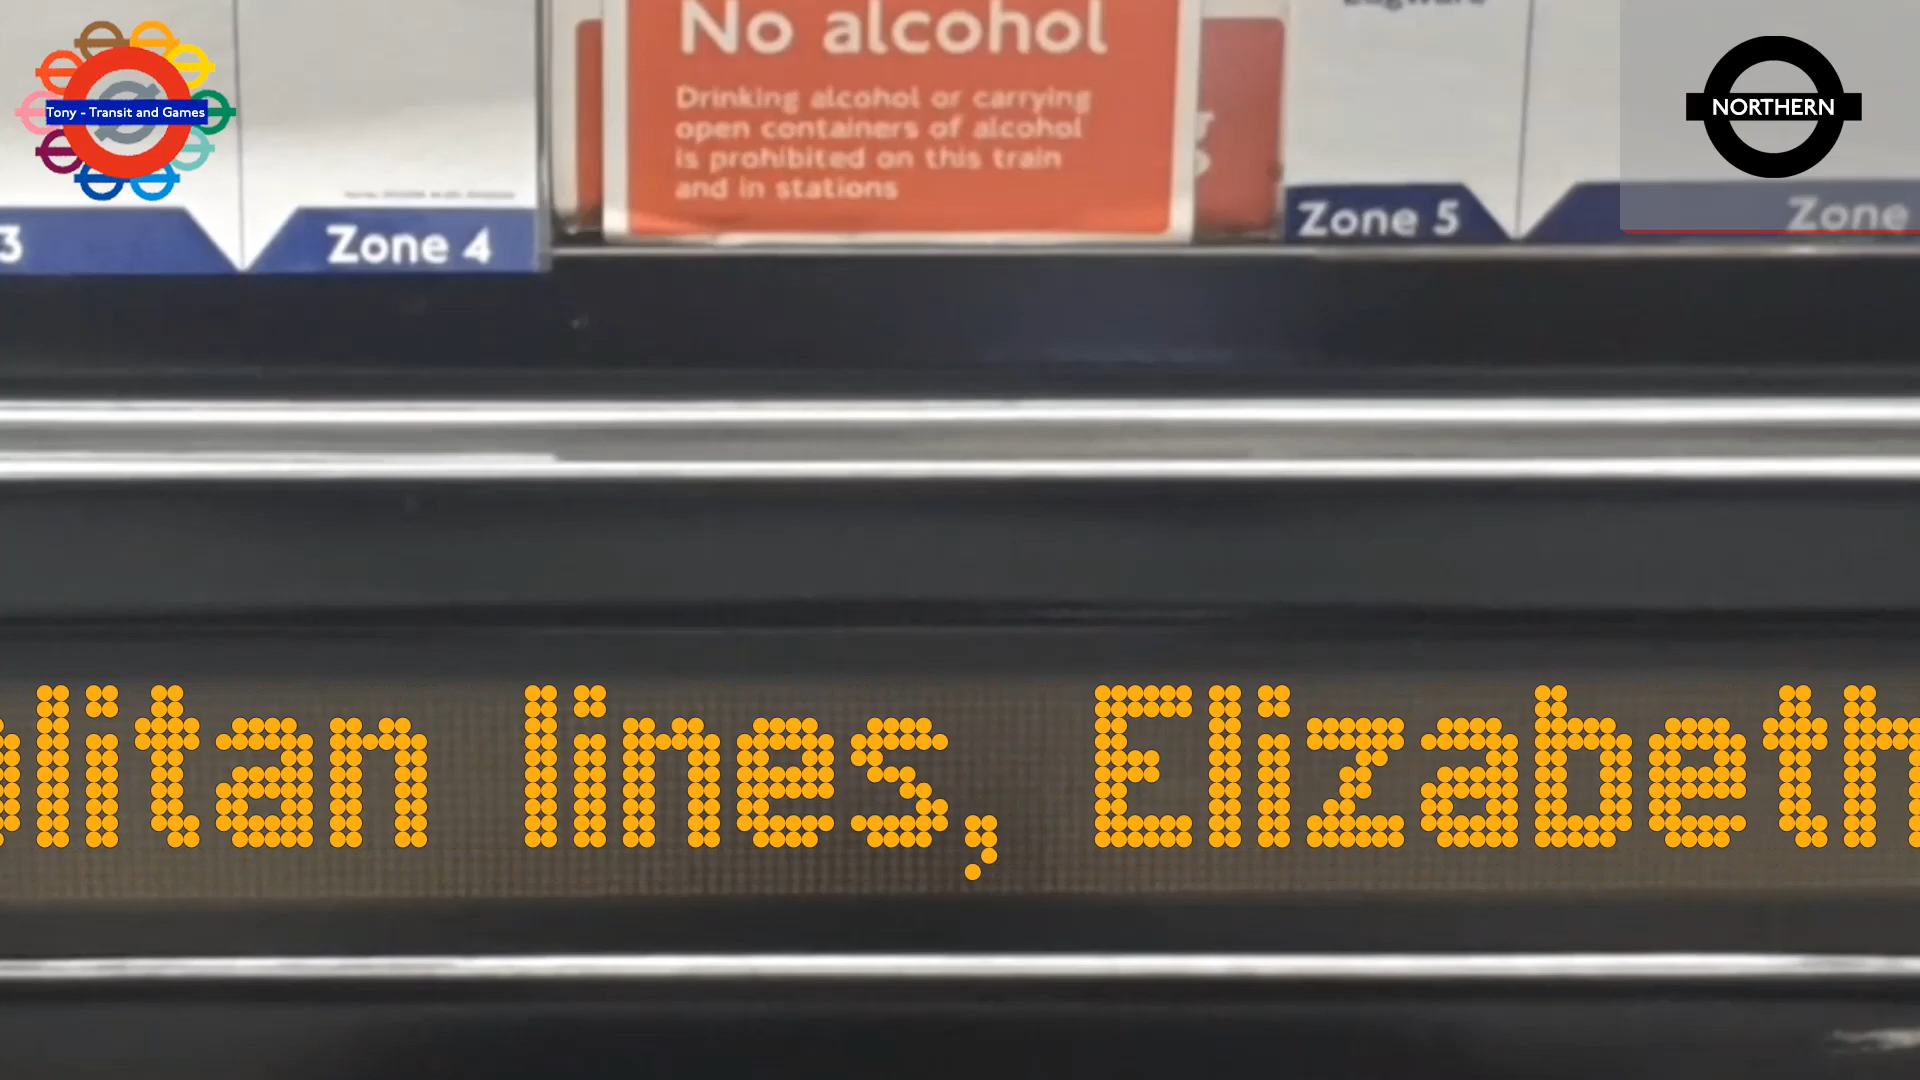 Tony - Transit and Games
No alcohol
Drinking alcohol or carrying
open containers of alcohol
is prohibited on this train
and in stations
NORTHERN
3
Zone 4
Zone 5
Zone
olitan lines, Elizabeth